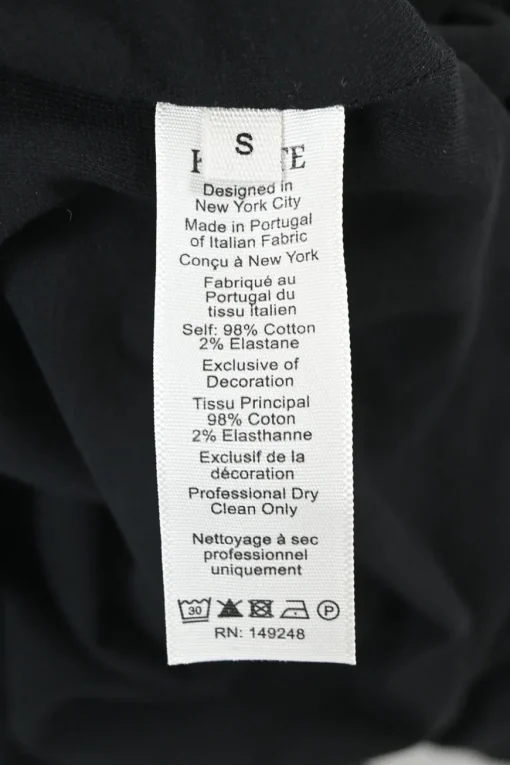 S
Designed in
New York City
Made in Portugal
of Italian Fabric
Conçu à New York
Fabriqué au
Portugal du
tissu Italien
Self: 98% Cotton
2% Elastane
Exclusive of
Decoration
Tissu Principal
98% Coton
2% Elasthanne
Exclusif de la
décoration
Professional Dry
Clean Only
Nettoyage à sec
professionnel
uniquement
30 P
RN: 149248